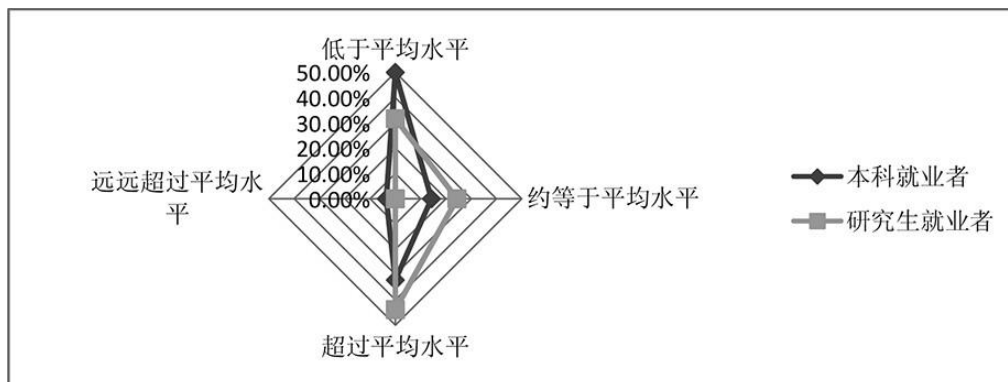 低于平均水平
50.00%
40.00%
30.00%
20.00%
10.00%
0.00%
远远超过平均水
平
约等于平均水平
超过平均水平
本科就业者
研究生就业者